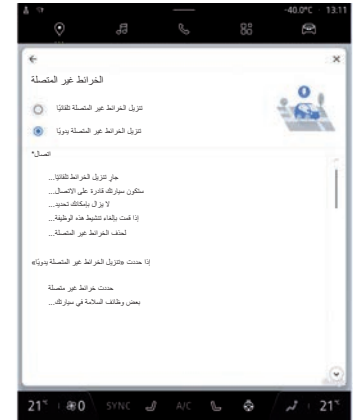 -40.0°C 13:11
الخرائط غير المتصلة
تنزيل الخرائط غير المتصلة تلقائيًا
تنزيل الخرائط غير المتصلة يدويًا
اتصال*
جارٍ تنزيل الخرائط تلقائيًا...
ستكون سيارتك قادرة على الاتصال...
لا يزال بإمكانك تحديد...
إذا قمت بإلغاء تنشيط هذه الوظيفة...
لحذف الخرائط غير المتصلة...
إذا حددت «تنزيل الخرائط غير المتصلة يدويًا»
حددت خرائط غير متصلة
بعض وظائف السلامة في سيارتك...
21° 0 SYNC A/C 21°